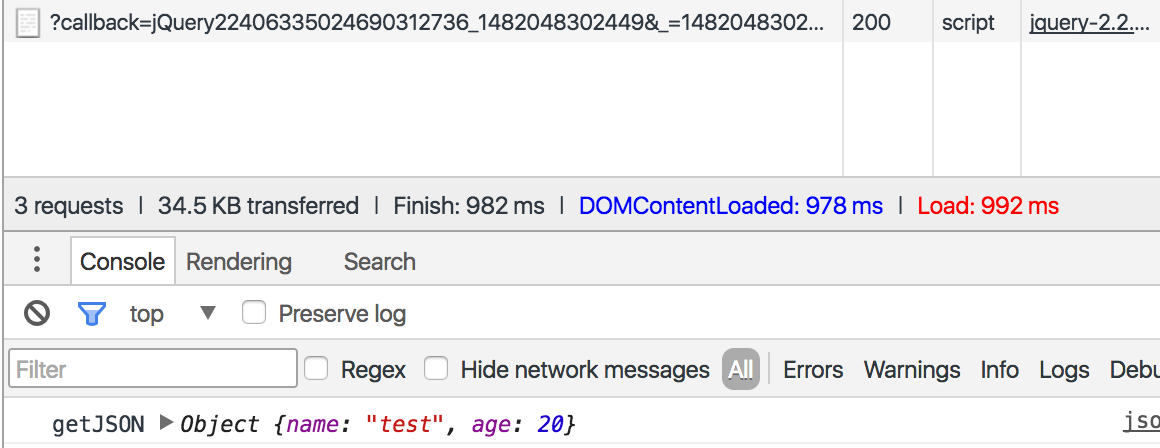 ?callback=jQuery22406335024690312736_1482048302449&_=1482048302... 200 script jquery-2.2....
3 requests | 34.5 KB transferred | Finish: 982 ms | DOMContentLoaded: 978 ms | Load: 992 ms
Console Rendering Search
top Preserve log
Filter Regex Hide network messages All Errors Warnings Info Logs Debu
getJSON Object {name: "test", age: 20} jso